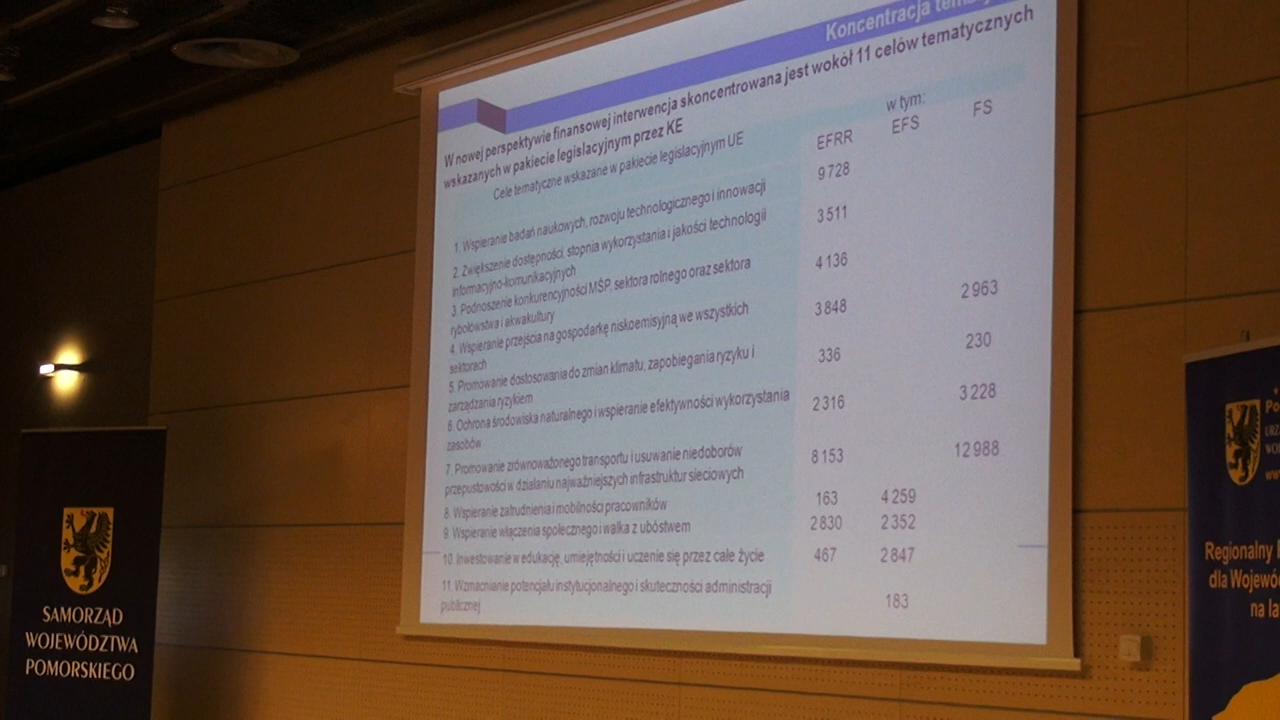 Koncentracja
W nowej perspektywie finansowej interwencja skoncentrowana jest wokół 11 celów tematycznych
wskazanych w pakiecie legislacyjnym przez KE
w tym:
Cele tematyczne wskazane w pakiecie legislacyjnym UE EFRR EFS FS
1. Wspieranie badań naukowych, rozwoju technologicznego i innowacji 9 728
2. Zwiększenie dostępności, stopnia wykorzystania i jakości technologii 3 511
informacyjno-komunikacyjnych
3. Podnoszenie konkurencyjności MŚP, sektora rolnego oraz sektora 4 136
rybołówstwa i akwakultury
4. Wspieranie przejścia na gospodarkę niskoemisyjną we wszystkich 3 848 2 963
sektorach
5. Promowanie dostosowania do zmian klimatu, zapobiegania ryzyku i 336 230
zarządzania ryzykiem
6. Ochrona środowiska naturalnego i wspieranie efektywności wykorzystania 2 316 3 228
zasobów
7. Promowanie zrównoważonego transportu i usuwanie niedoborów 8 153 12 988
przepustowości w działaniu najważniejszych infrastruktur sieciowych
8. Wspieranie zatrudnienia i mobilności pracowników 163 4 259
9. Wspieranie włączenia społecznego i walka z ubóstwem 2 830 2 352
10. Inwestowanie w edukację, umiejętności i uczenie się przez całe życie 467 2 847
11. Wzmacnianie potencjału instytucjonalnego i skuteczności administracji
publicznej 183
SAMORZĄD
WOJEWÓDZTWA
POMORSKIEGO
Regionalny
dla Wojewó
na la